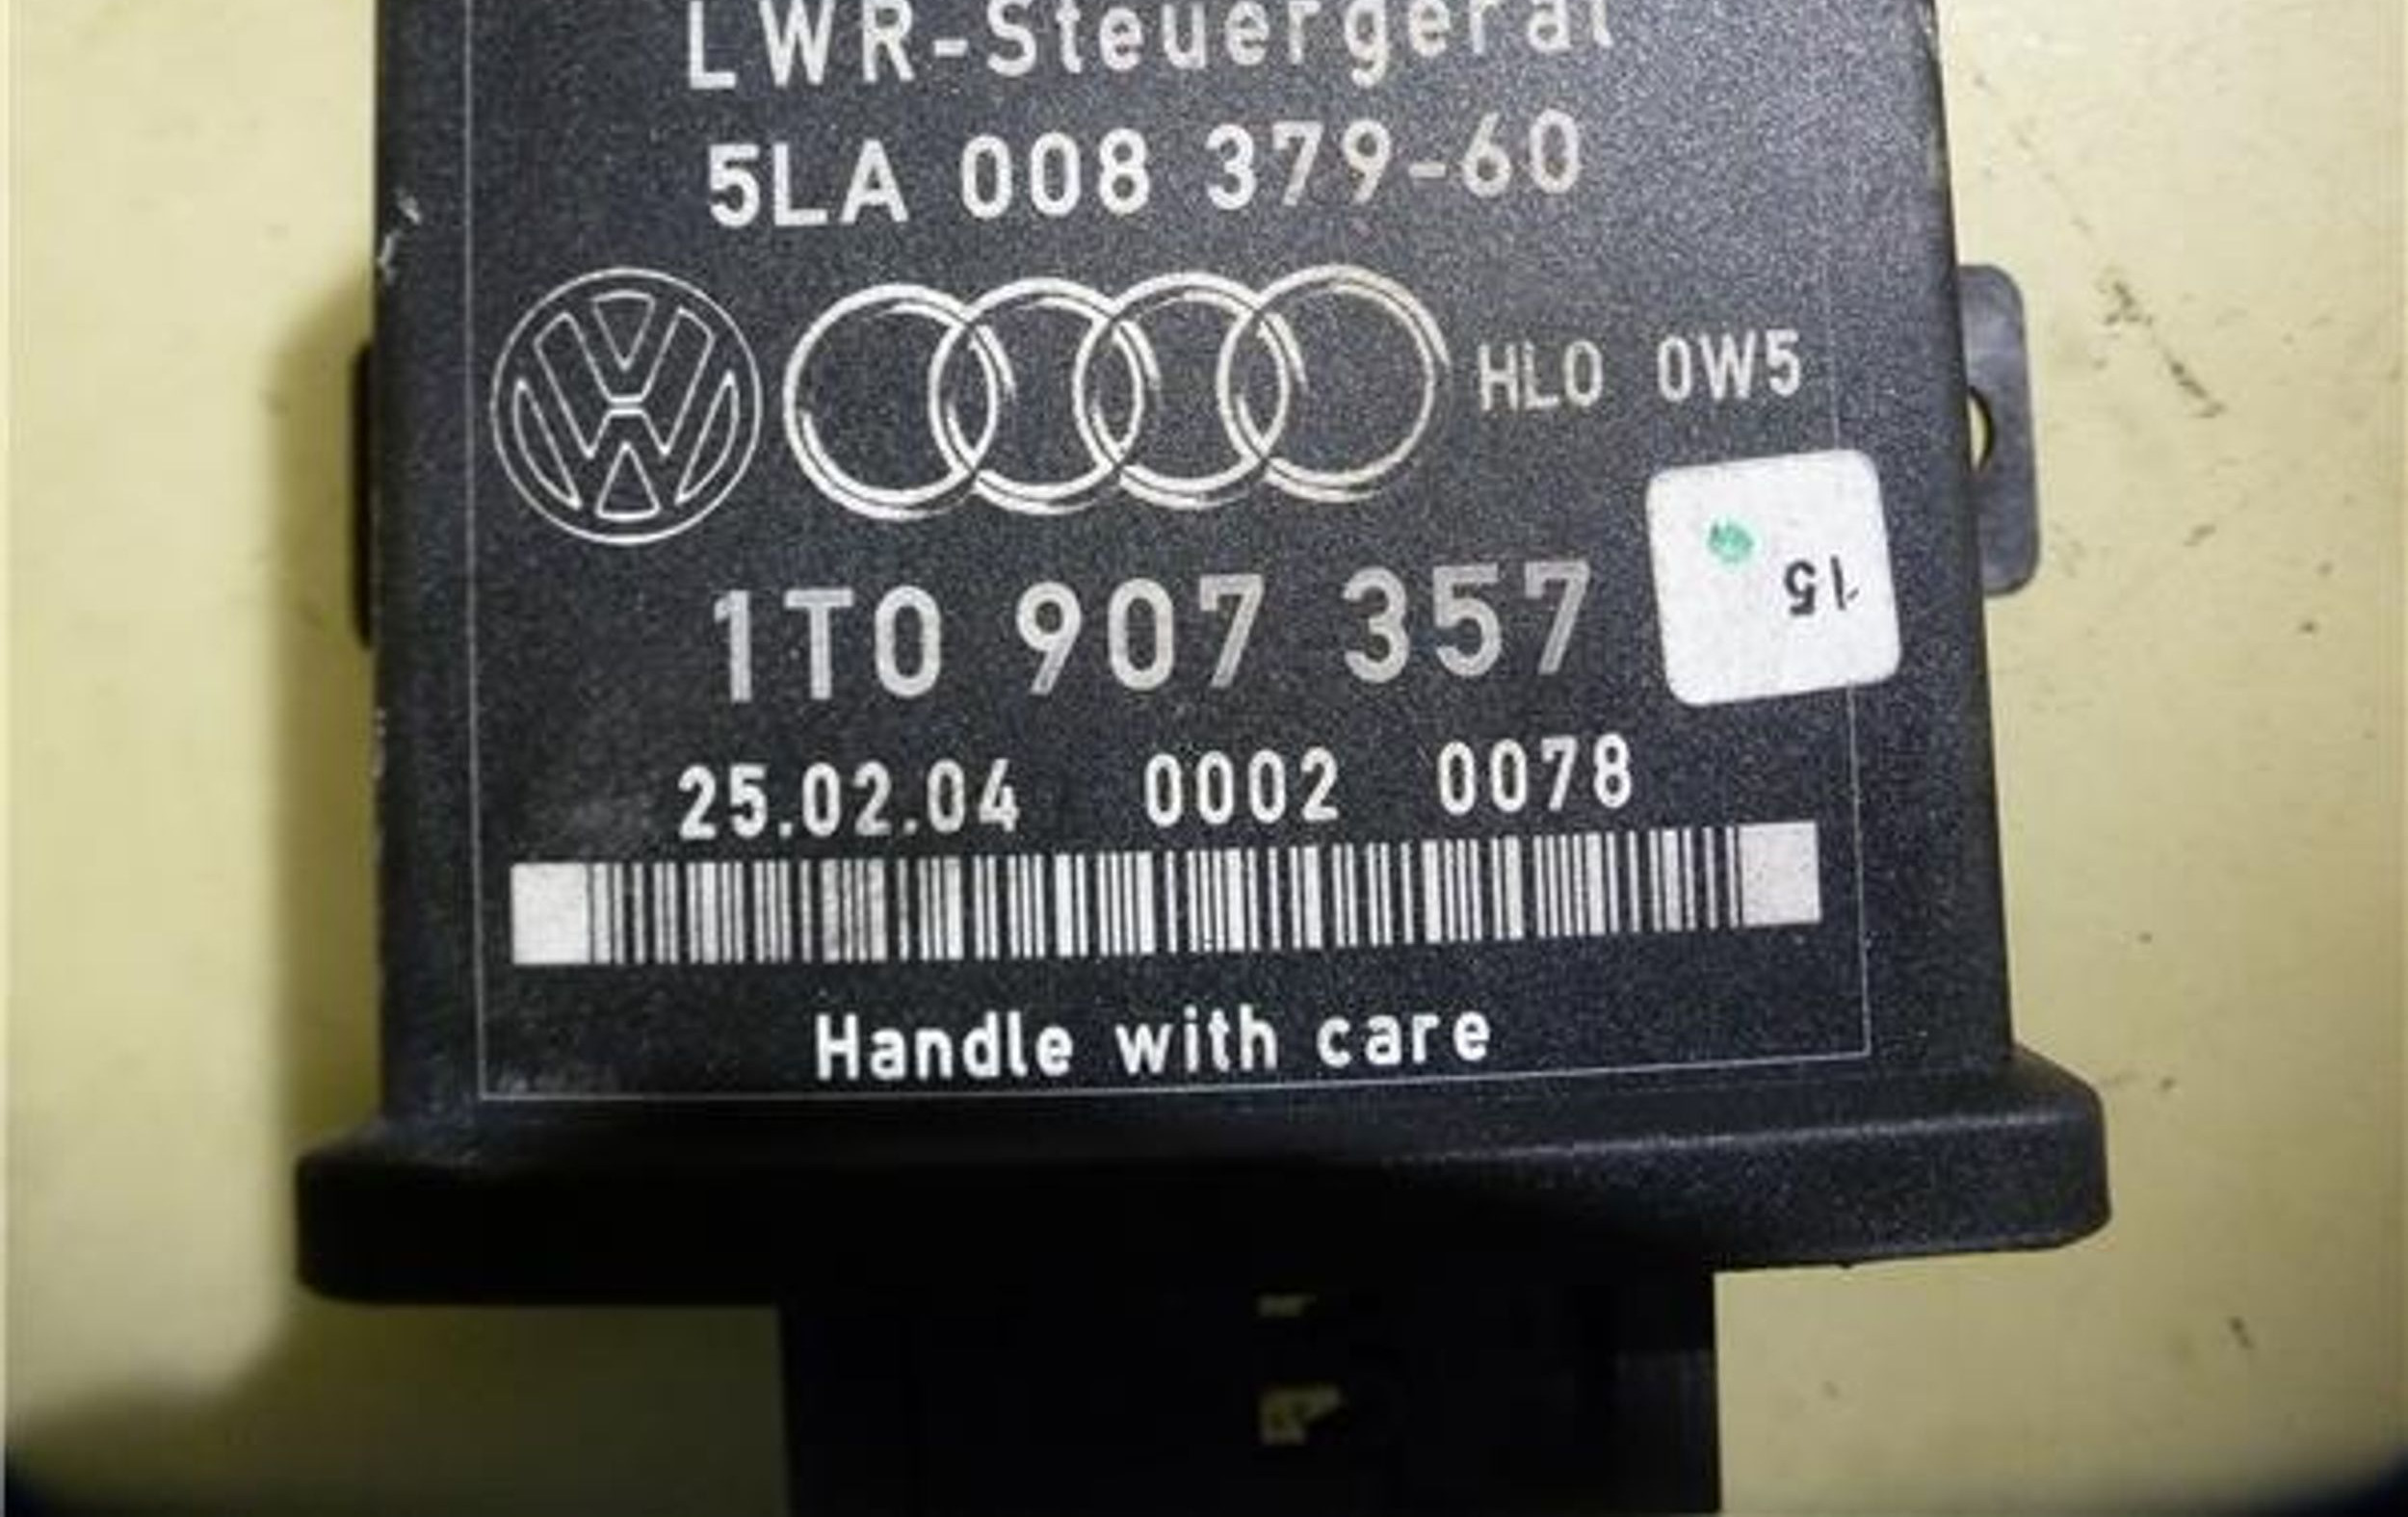 LWR-Steuergerät
5LA 008 379-60
HLO 0W5
15
1T0 907 357
25.02.04 0002 0078
Handle with care